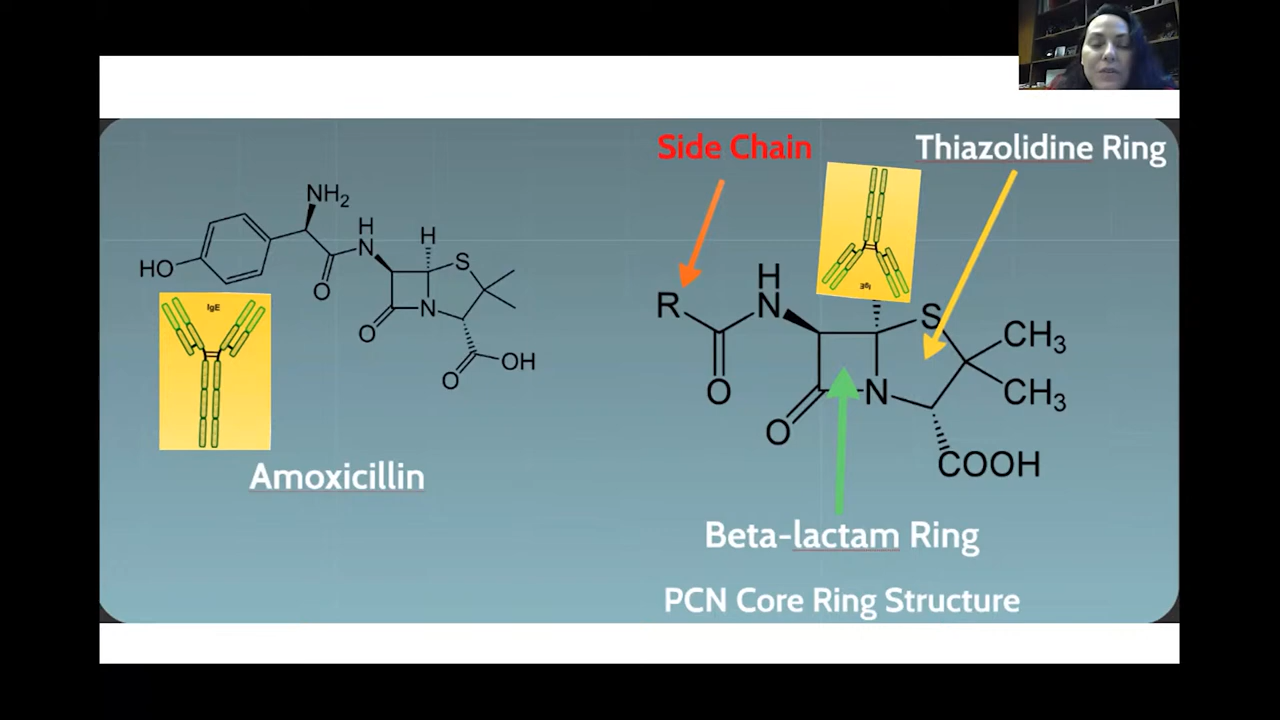 Side Chain
Thiazolidine Ring
NH2
H
N
H
S
HO
O
N
O
O
OH
IgE
Amoxicillin
IgE
H
N
R
S
CH3
O
N
CH3
O
COOH
Beta-lactam Ring
PCN Core Ring Structure